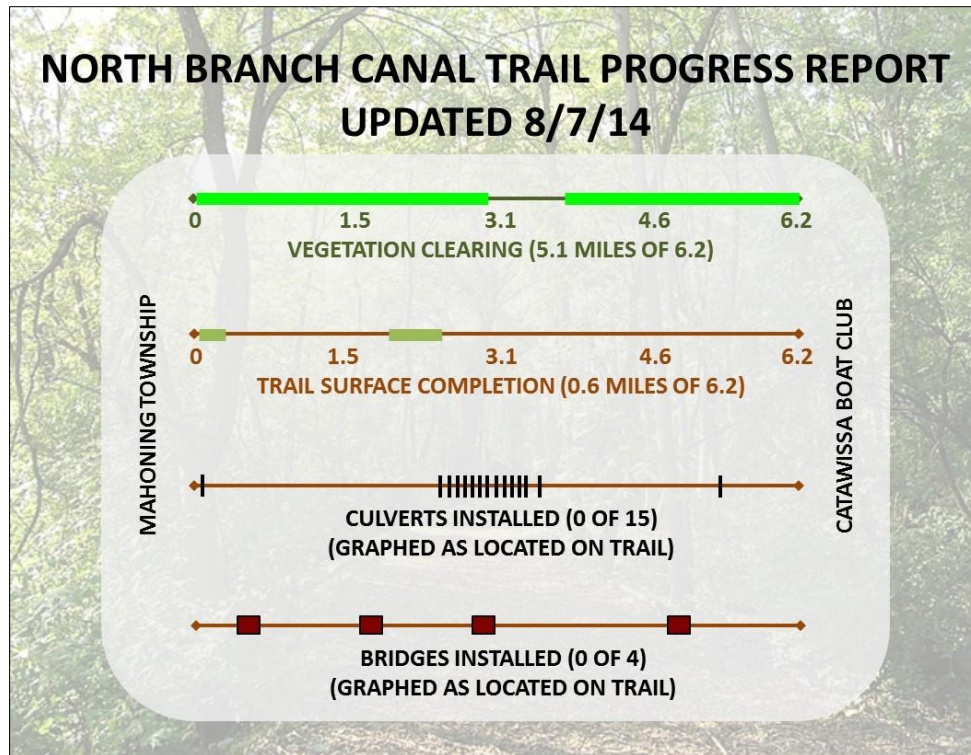 NORTH BRANCH CANAL TRAIL PROGRESS REPORT
UPDATED 8/7/14
0 1.5 3.1 4.6 6.2
VEGETATION CLEARING (5.1 MILES OF 6.2)
MAHONING TOWNSHIP
CATAWISSA BOAT CLUB
0 1.5 3.1 4.6 6.2
TRAIL SURFACE COMPLETION (0.6 MILES OF 6.2)
CULVERTS INSTALLED (0 OF 15)
(GRAPHED AS LOCATED ON TRAIL)
BRIDGES INSTALLED (0 OF 4)
(GRAPHED AS LOCATED ON TRAIL)